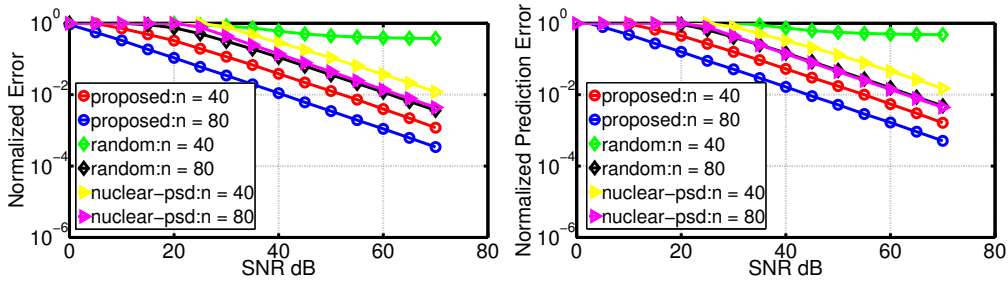 Normalized Error
10^0
10^-2
10^-4
10^-6
proposed:n = 40
proposed:n = 80
random:n = 40
random:n = 80
nuclear−psd:n = 40
nuclear−psd:n = 80
0 20 40 60 80
SNR dB
Normalized Prediction Error
10^0
10^-2
10^-4
10^-6
proposed:n = 40
proposed:n = 80
random:n = 40
random:n = 80
nuclear−psd:n = 40
nuclear−psd:n = 80
0 20 40 60 80
SNR dB